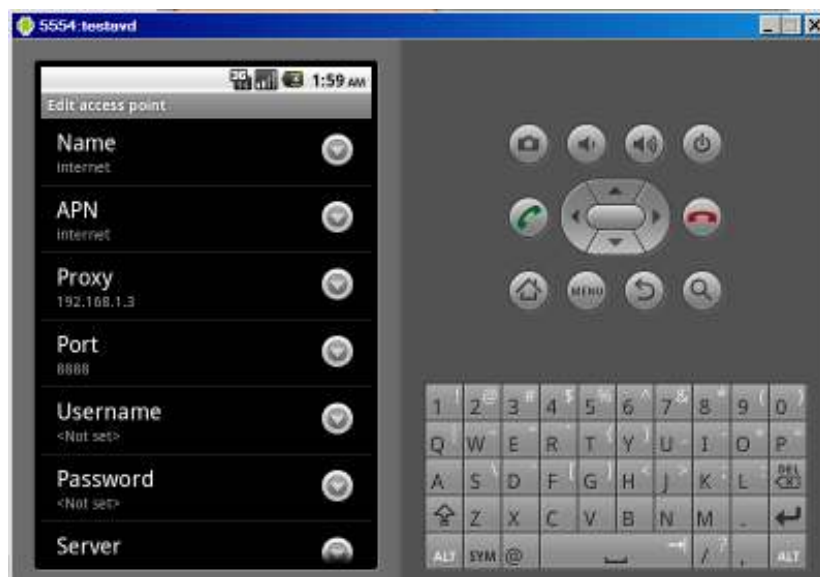 5554:testavd
3G
1:59 AM
Edit access point
Name
internet
APN
internet
Proxy
192.168.1.3
Port
8888
Username
<Not set>
Password
<Not set>
Server
MENU
1 ! 2 @ 3 # 4 $ 5 % 6 ^ 7 & 8 * 9 ( 0 )
Q W E R T Y U I O P
A S D F G H J K L DEL
Z X C V B N M .
ALT SYM @ / ? , ALT